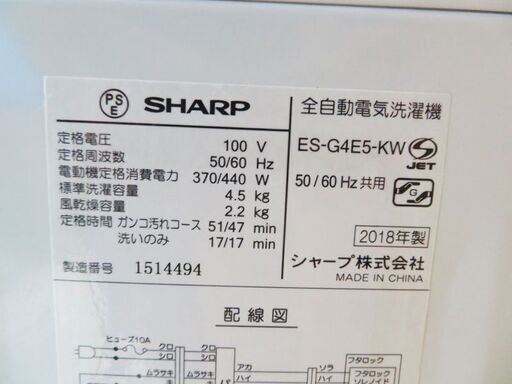 PS E SHARP
定格電圧 100 V
定格周波数 50/60 Hz
電動機定格消費電力 370/440 W
標準洗濯容量 4.5 kg
風乾燥容量 2.2 kg
定格時間 ガンコ汚れコース 51/47 min
洗いのみ 17/17 min
製造番号 1514494
全自動電気洗濯機
ES-G4E5-KW S JET
50/60 Hz共用 G
2018年製
シャープ株式会社
MADE IN CHINA
配線図
ヒューズ10A
クロ クロ
シロ シロ
アカ ソラ フタロック
ハイ ハイ フタロック
ムラサキ ムラサキ ソレノイド
キ キ